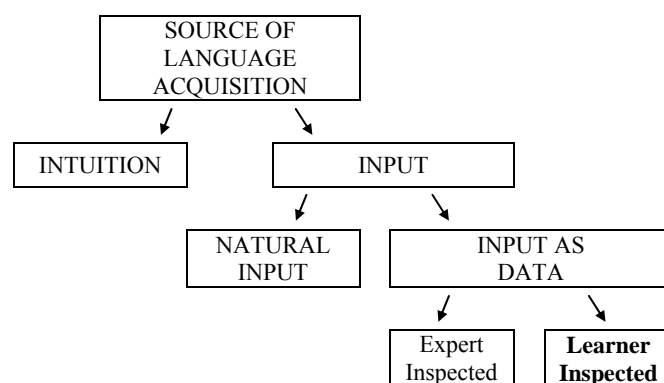 SOURCE OF
LANGUAGE
ACQUISITION
INTUITION
INPUT
NATURAL
INPUT
INPUT AS
DATA
Expert
Inspected
Learner
Inspected